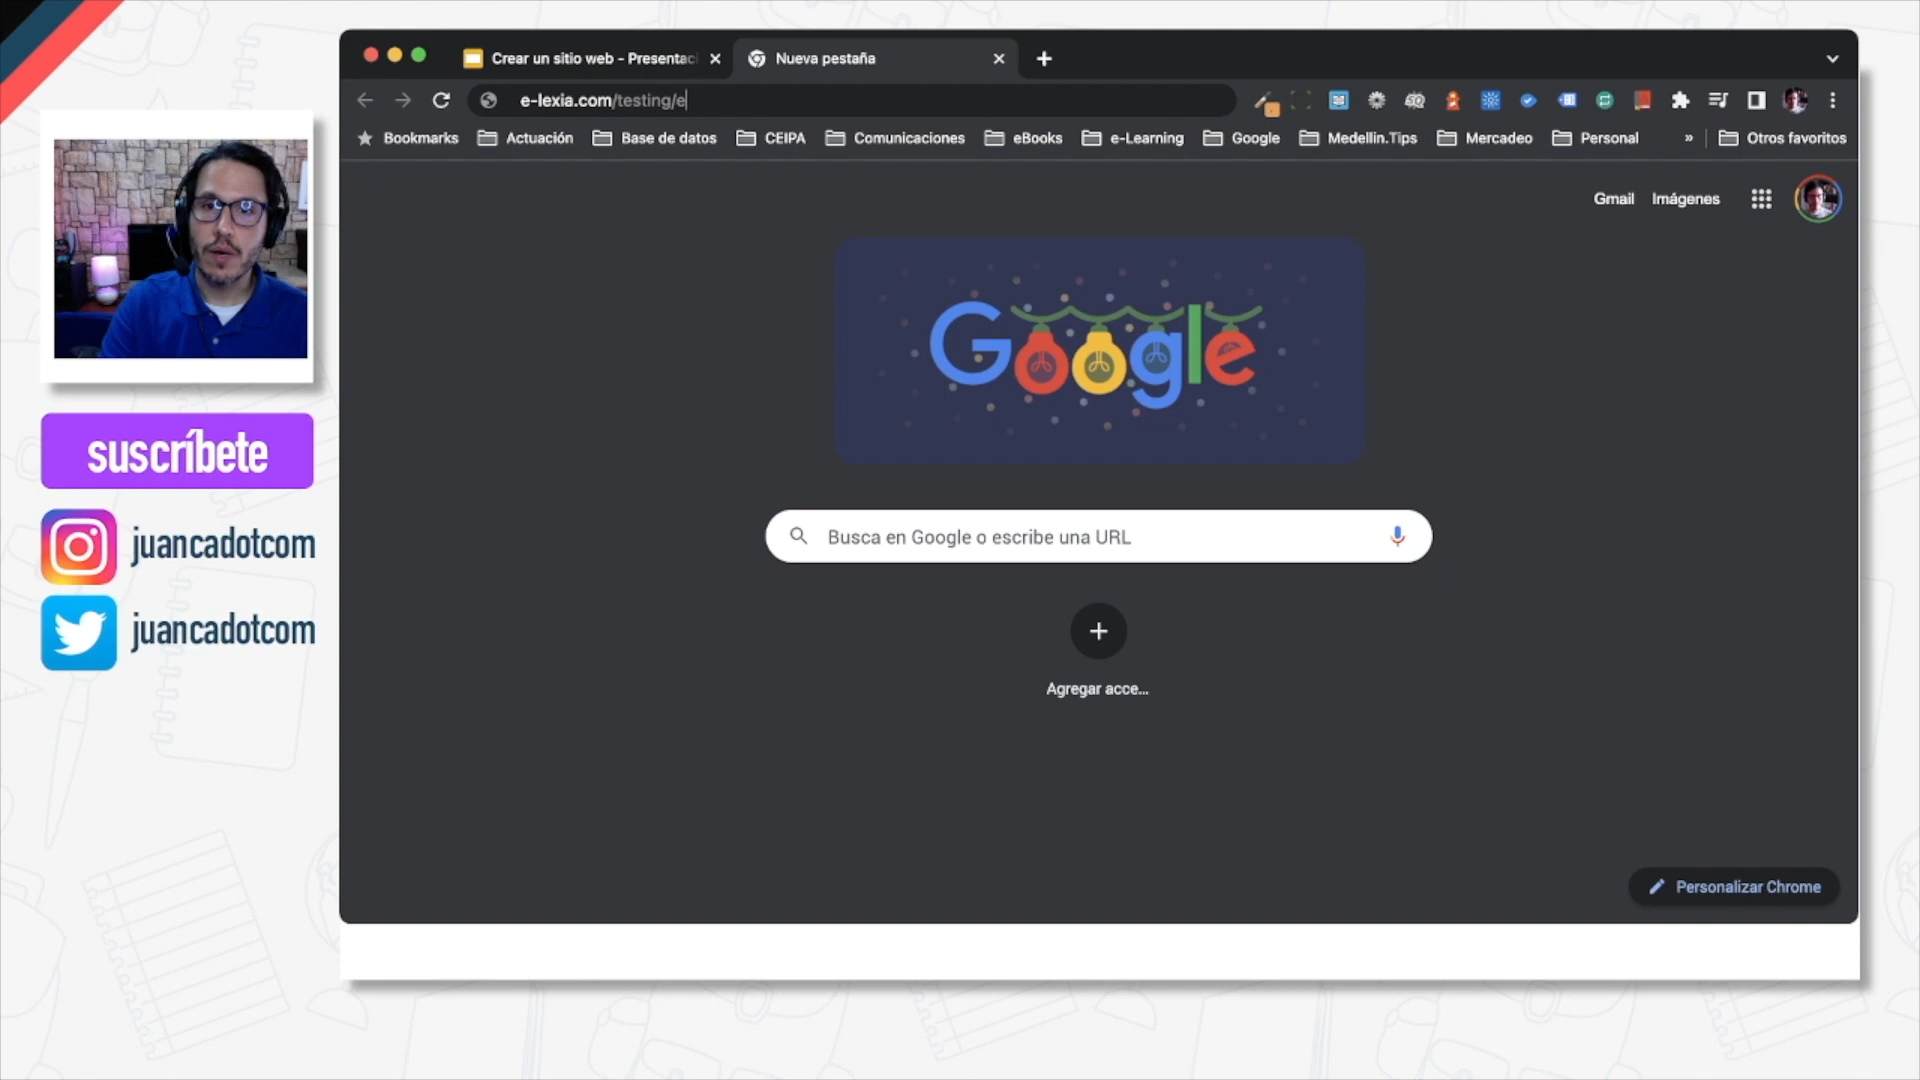 Crear un sitio web - Presentaci
Nueva pestaña
e-lexia.com/testing/e
Bookmarks Actuación Base de datos CEIPA Comunicaciones eBooks e-Learning Google Medellin.Tips Mercadeo Personal » Otros favoritos
Gmail Imágenes
Google
Busca en Google o escribe una URL
Agregar acce...
Personalizar Chrome
suscríbete
juancadotcom
juancadotcom